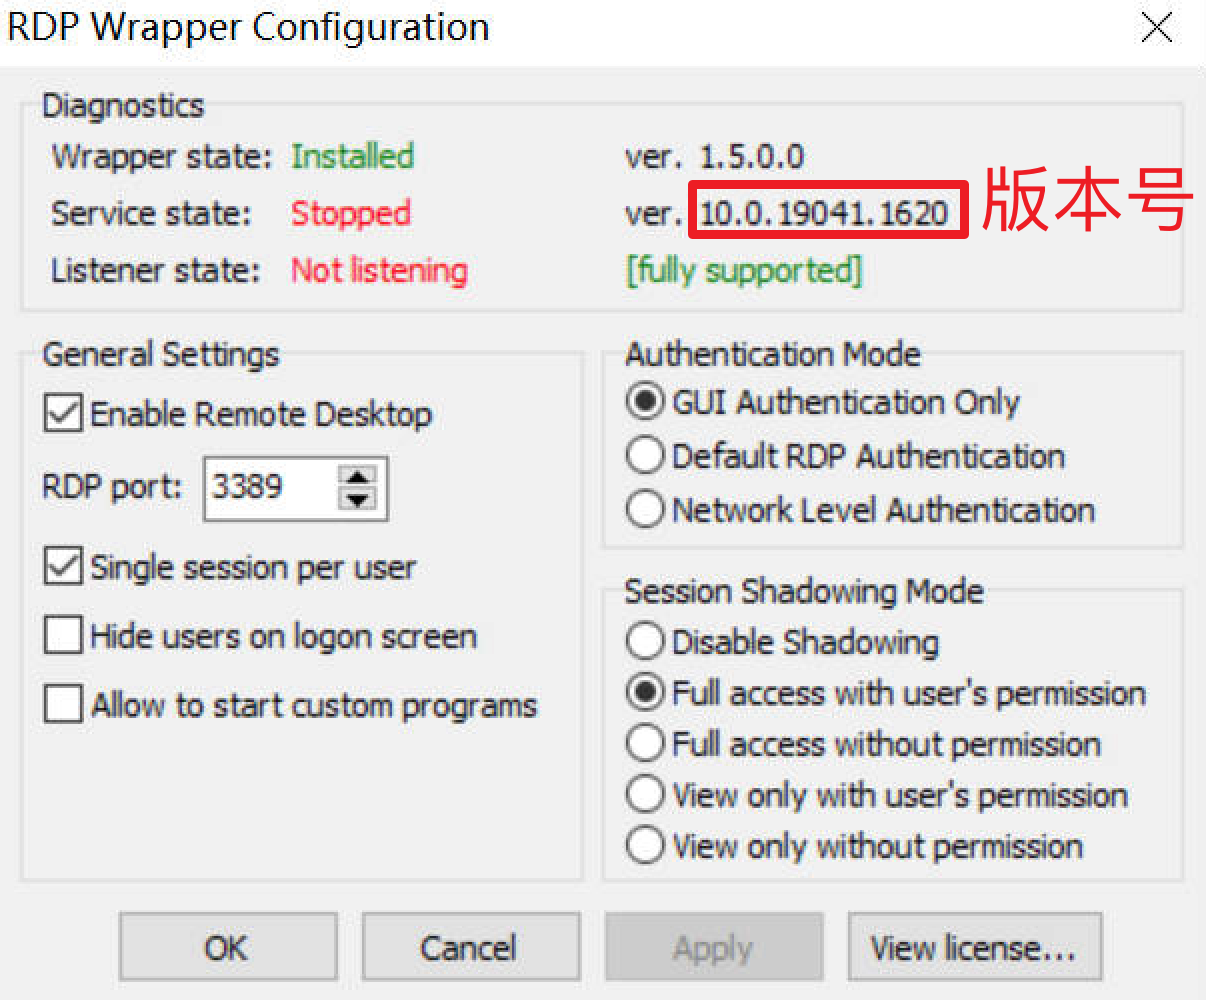 RDP Wrapper Configuration
Diagnostics
Wrapper state: Installed ver. 1.5.0.0
Service state: Stopped ver. 10.0.19041.1620 版本号
Listener state: Not listening [fully supported]
General Settings
Enable Remote Desktop
RDP port: 3389
Single session per user
Hide users on logon screen
Allow to start custom programs
Authentication Mode
GUI Authentication Only
Default RDP Authentication
Network Level Authentication
Session Shadowing Mode
Disable Shadowing
Full access with user's permission
Full access without permission
View only with user's permission
View only without permission
OK Cancel Apply View license...